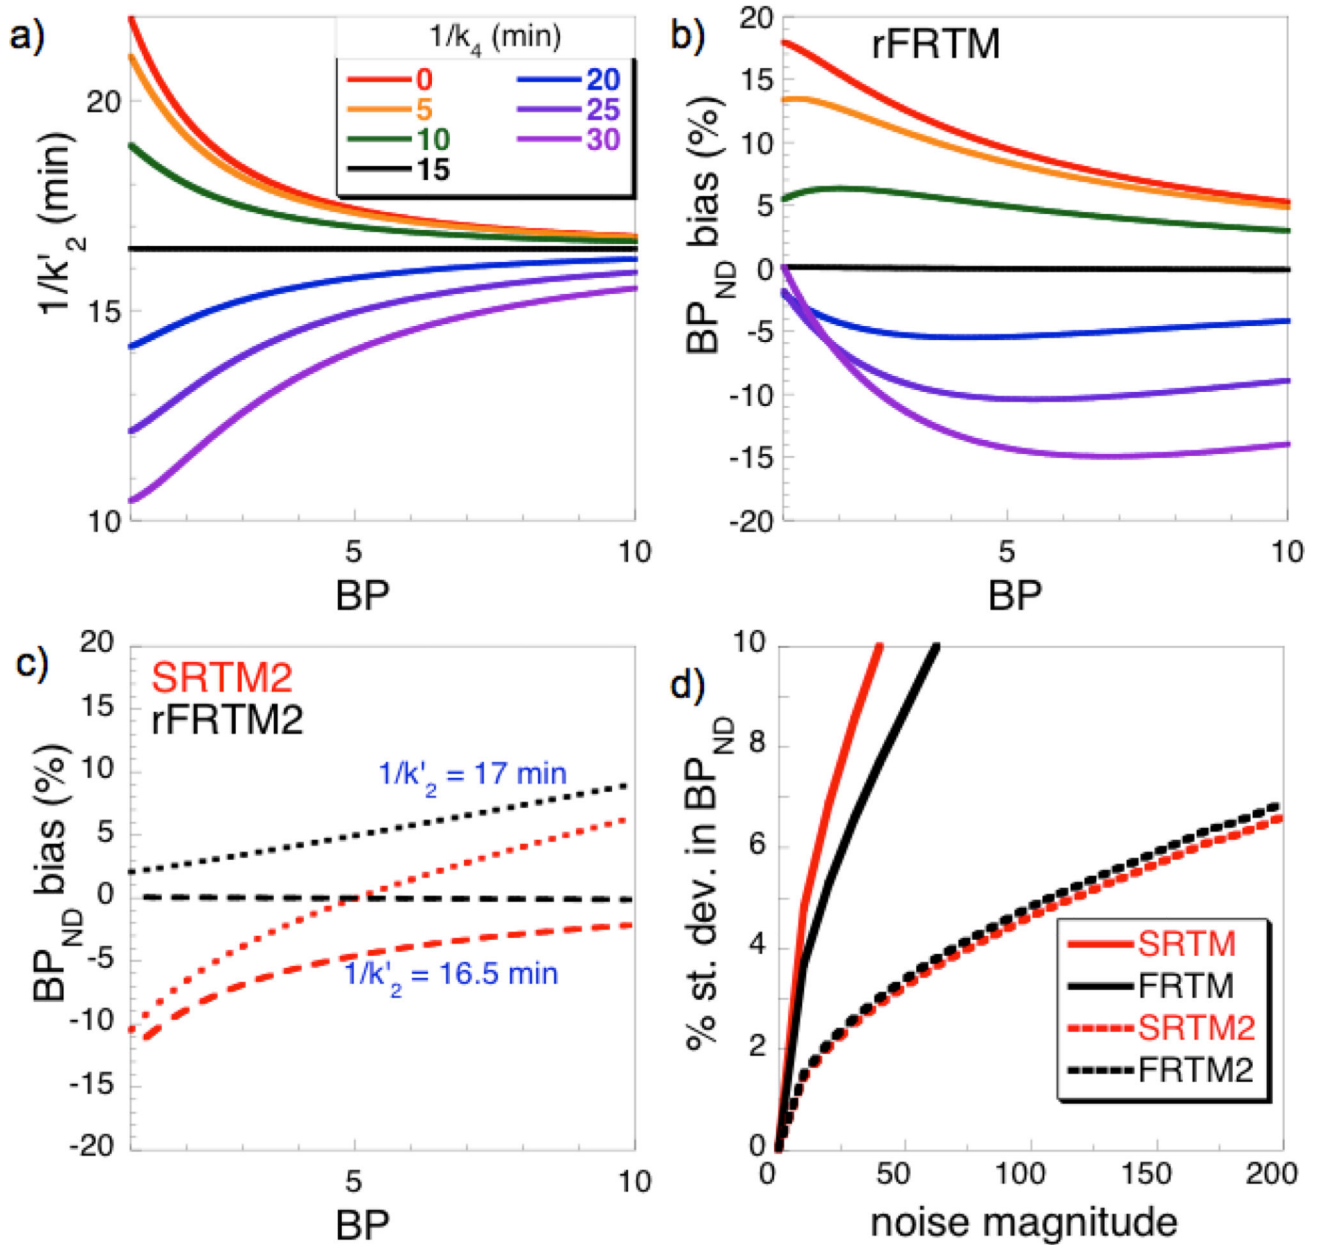 a)
1/k4 (min)
0
5
10
15
20
25
30
20
15
10
1/k'2 (min)
5
10
BP
b)
rFRTM
20
15
10
5
0
-5
-10
-15
-20
BPND bias (%)
5
10
BP
c)
SRTM2
rFRTM2
1/k'2 = 17 min
1/k'2 = 16.5 min
20
15
10
5
0
-5
-10
-15
-20
BPND bias (%)
5
10
BP
d)
10
8
6
4
2
0
% st. dev. in BPND
SRTM
FRTM
SRTM2
FRTM2
0
50
100
150
200
noise magnitude